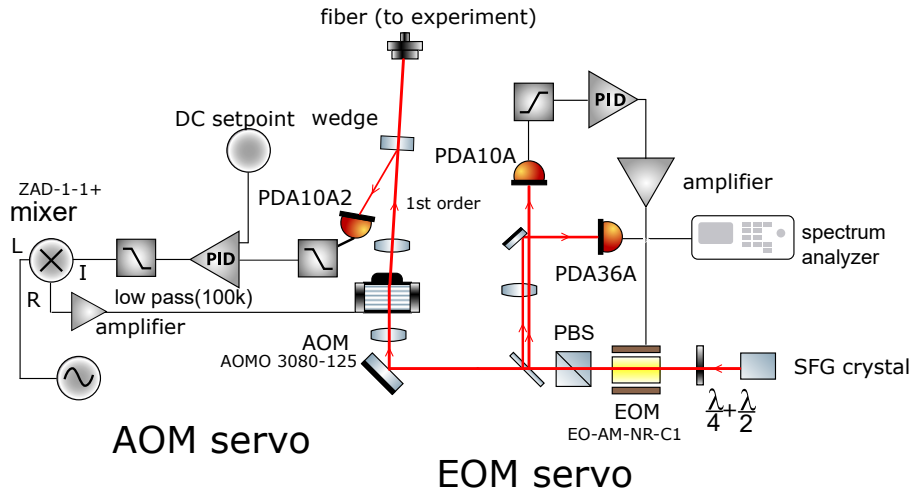 fiber (to experiment)
DC setpoint
wedge
PID
PDA10A
ZAD-1-1+
mixer
PDA10A2
1st order
amplifier
L
I
R
PID
low pass(100k)
amplifier
PDA36A
spectrum
analyzer
AOM
AOMO 3080-125
PBS
SFG crystal
EOM
EO-AM-NR-C1
λ/4+λ/2
AOM servo
EOM servo